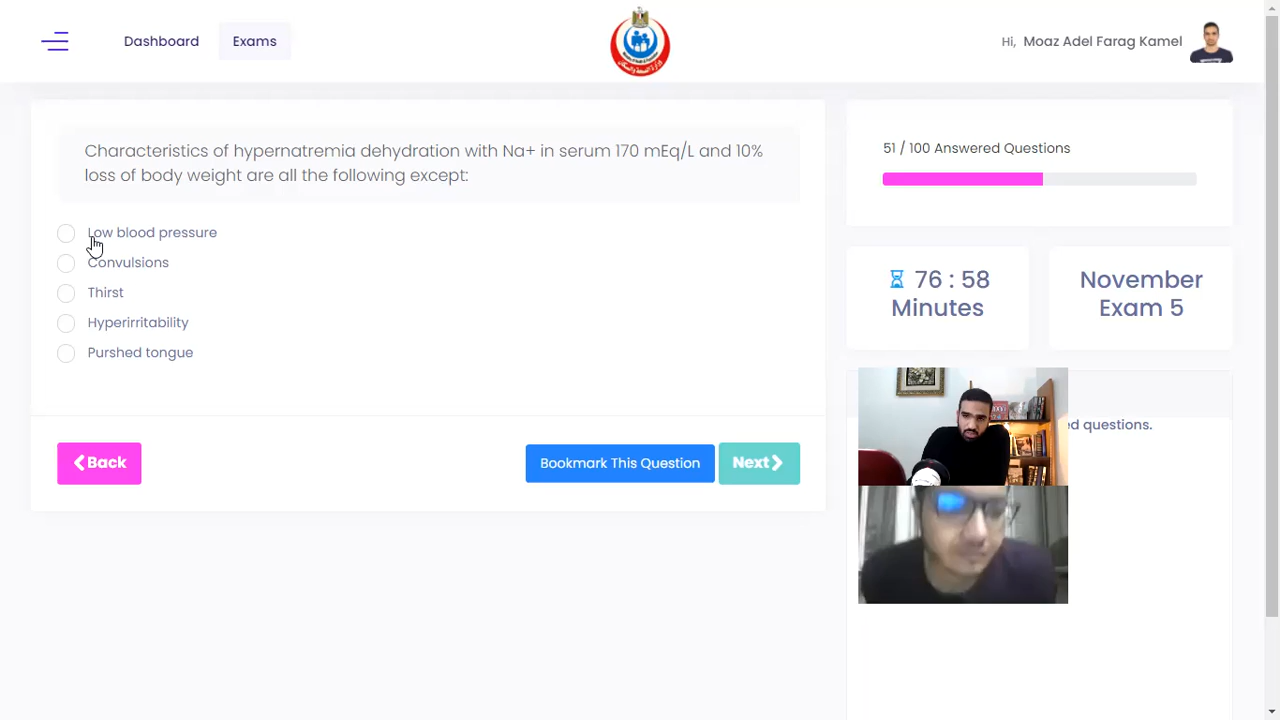 Dashboard
Exams
Hi, Moaz Adel Farag Kamel
Characteristics of hypernatremia dehydration with Na+ in serum 170 mEq/L and 10%
loss of body weight are all the following except:
Low blood pressure
Convulsions
Thirst
Hyperirritability
Purshed tongue
Back
Bookmark This Question
Next
51 / 100 Answered Questions
76 : 58
Minutes
November
Exam 5
ed questions.